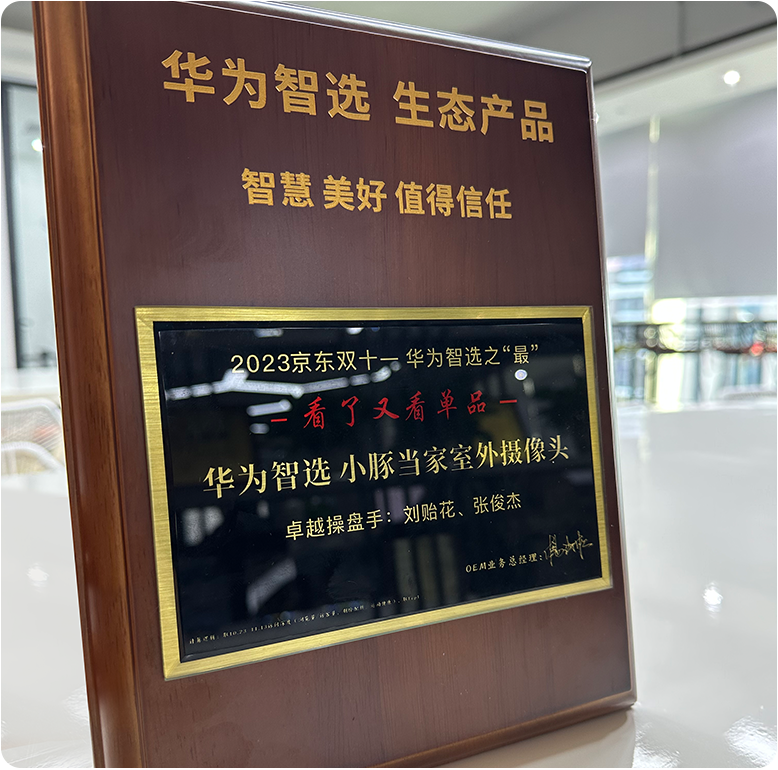 华为智选 生态产品
智慧 美好 值得信任
2023京东双十一 华为智选之“最”
— 看了又看单品 —
华为智选 小豚当家室外摄像头
卓越操盘手：刘贻花、张俊杰
OEM业务总经理：